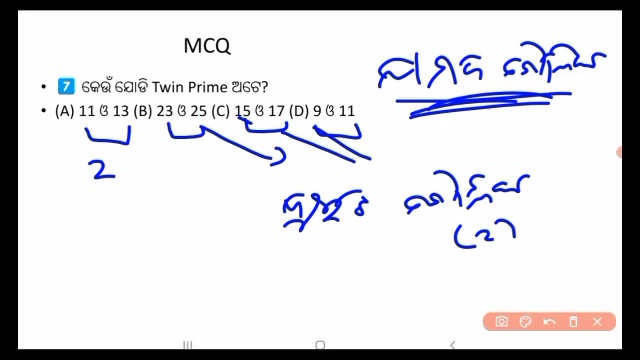 MCQ
• 7 କେଉଁ ଯୋଡି Twin Prime ଅଟେ?
• (A) 11 ଓ 13 (B) 23 ଓ 25 (C) 15 ଓ 17 (D) 9 ଓ 11
ମୌଳିକ
2
ମୌଳିକ
(2)